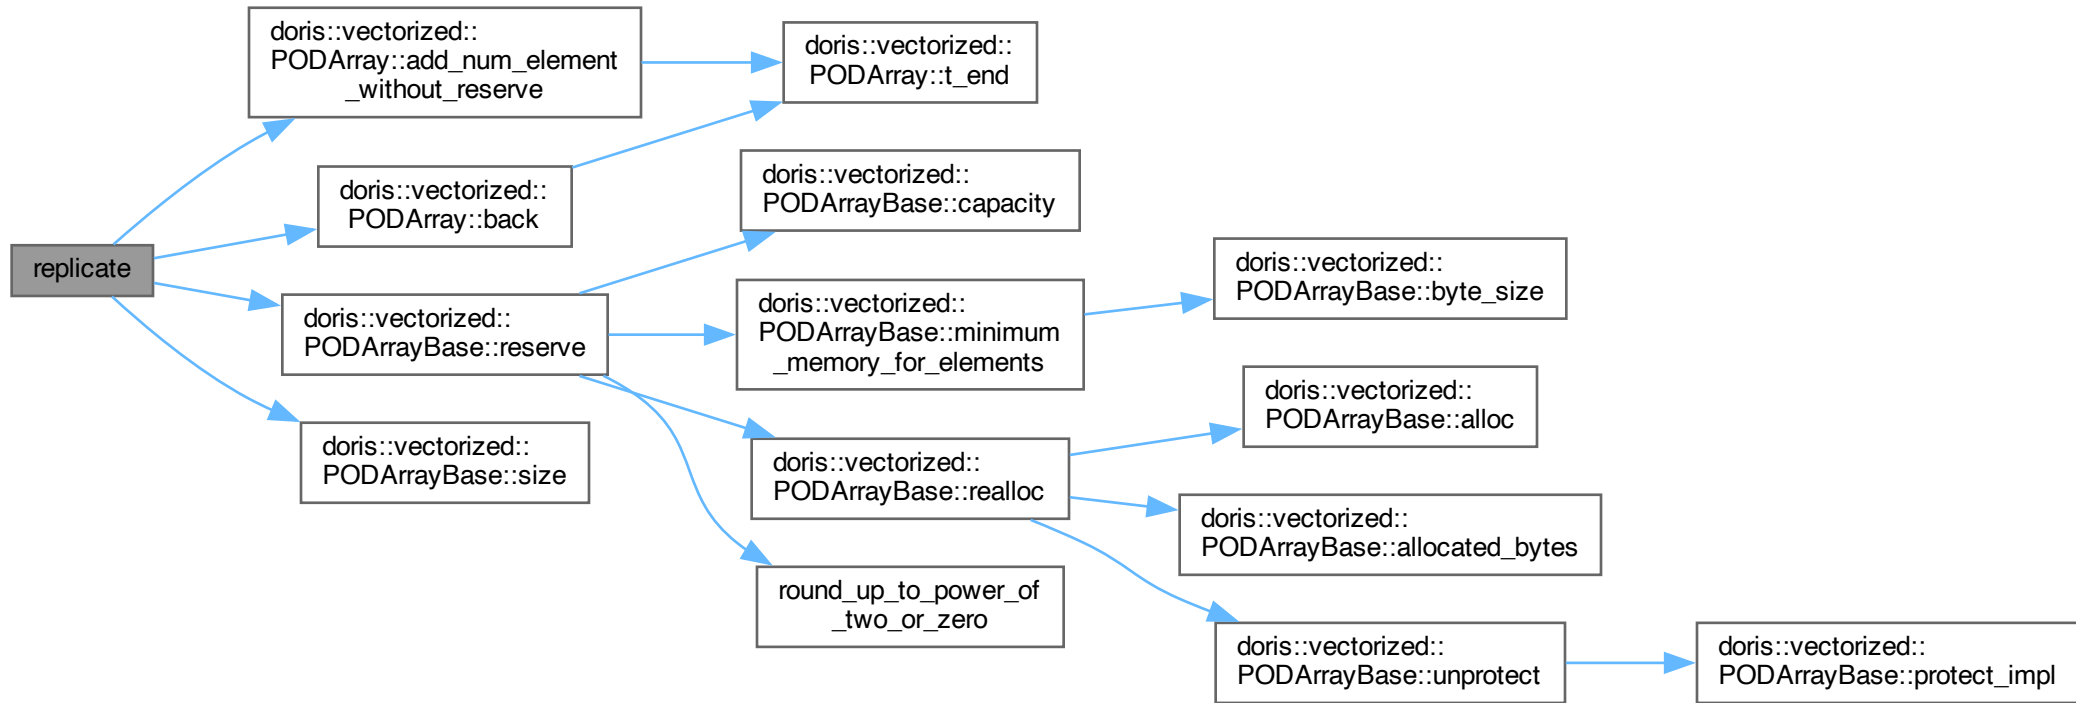 replicate
doris::vectorized::
PODArray::add_num_element
_without_reserve
doris::vectorized::
PODArray::back
doris::vectorized::
PODArrayBase::reserve
doris::vectorized::
PODArrayBase::size
doris::vectorized::
PODArray::t_end
doris::vectorized::
PODArrayBase::capacity
doris::vectorized::
PODArrayBase::minimum
_memory_for_elements
doris::vectorized::
PODArrayBase::realloc
round_up_to_power_of
_two_or_zero
doris::vectorized::
PODArrayBase::byte_size
doris::vectorized::
PODArrayBase::alloc
doris::vectorized::
PODArrayBase::allocated_bytes
doris::vectorized::
PODArrayBase::unprotect
doris::vectorized::
PODArrayBase::protect_impl